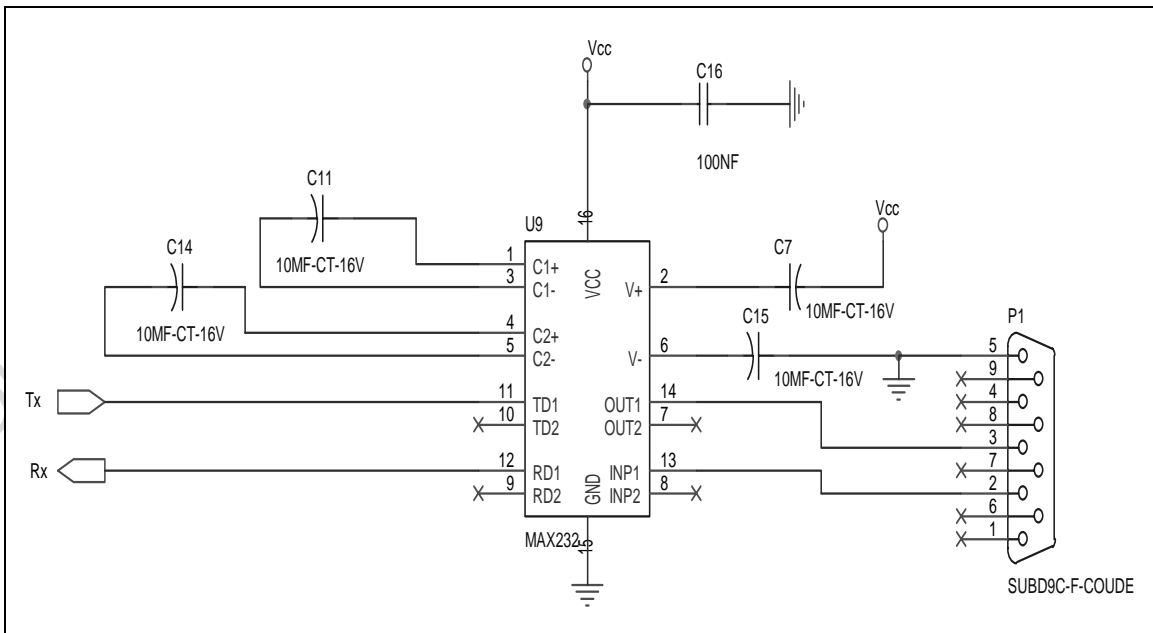 Vcc
C16
100NF
C11
10MF-CT-16V
C14
10MF-CT-16V
U9
16
Vcc
C7
10MF-CT-16V
C15
10MF-CT-16V
1 C1+
3 C1-
4 C2+
5 C2-
VCC
V+ 2
V- 6
Tx
11 TD1
10 TD2
OUT1 14
OUT2 7
Rx
12 RD1
9 RD2
GND
INP1 13
INP2 8
MAX232
15
P1
5
9
4
8
3
7
2
6
1
SUBD9C-F-COUDE